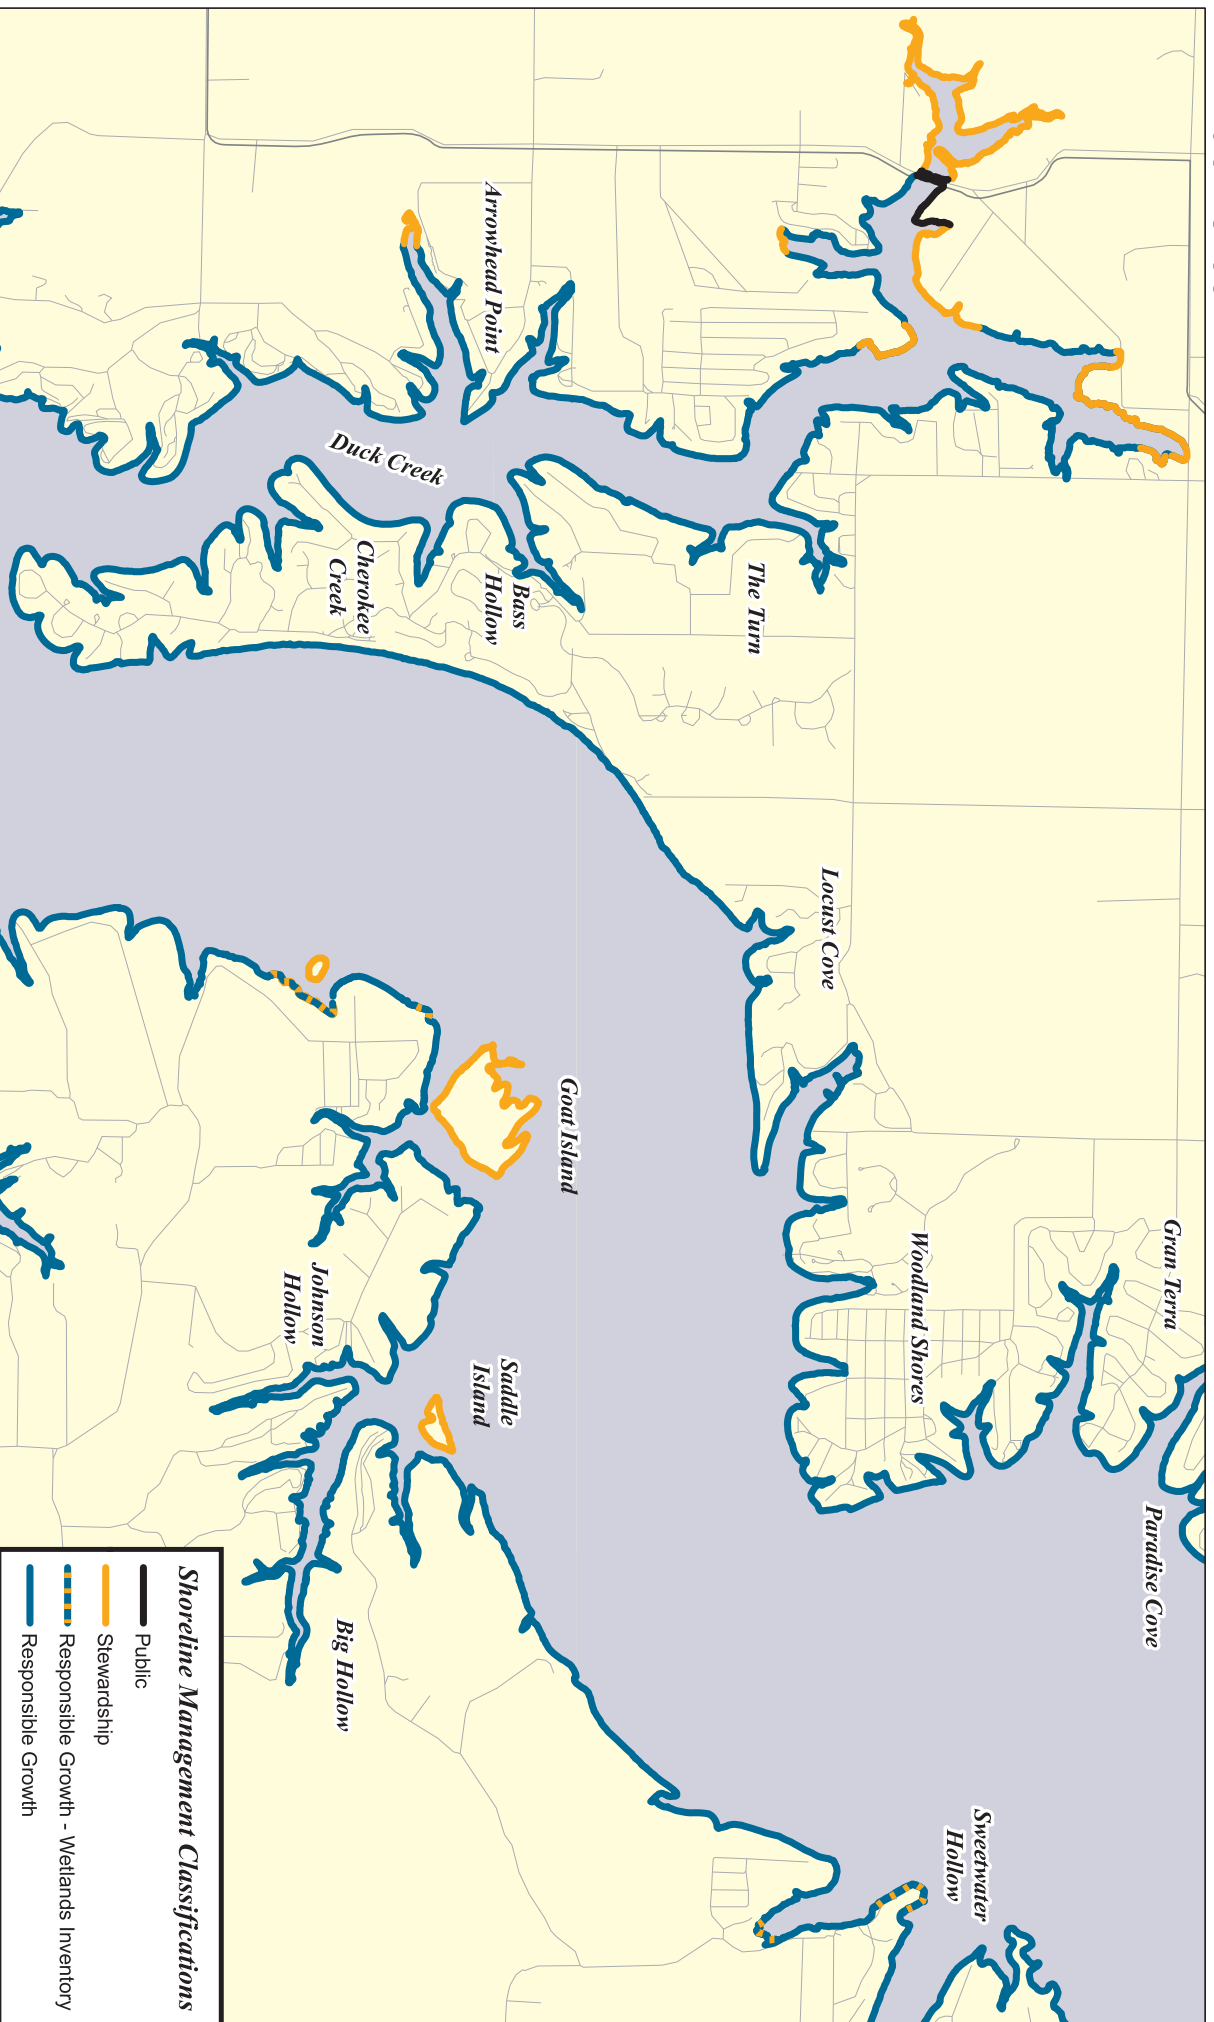 Arrowhead Point
Duck Creek
Cherokee
Creek
Bass
Hollow
The Turn
Locust Cove
Goat Island
Woodland Shores
Gran Terra
Johnson
Hollow
Saddle
Island
Paradise Cove
Big Hollow
Sweetwater
Hollow
Shoreline Management Classifications
Public
Stewardship
Responsible Growth - Wetlands Inventory
Responsible Growth